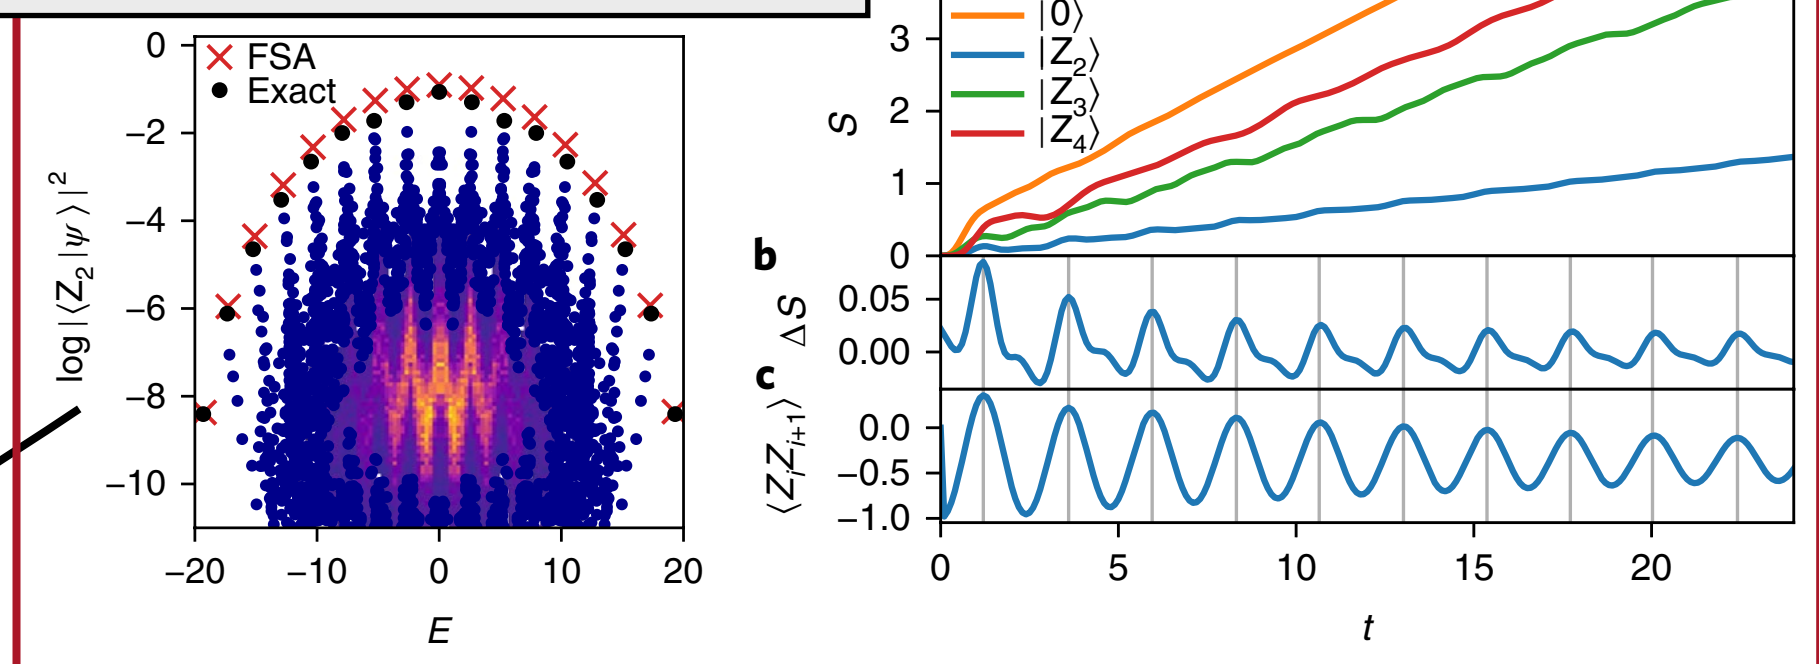 0
−2
−4
−6
−8
−10
log |⟨Z2 | ψ ⟩|2
FSA
Exact
−20 −10 0 10 20
E
|0⟩
|Z2⟩
|Z3⟩
|Z4⟩
3
2
1
0
S
b
0.05
0.00
Δ S
c
0.0
−0.5
−1.0
⟨ZiZi+1⟩
0 5 10 15 20
t